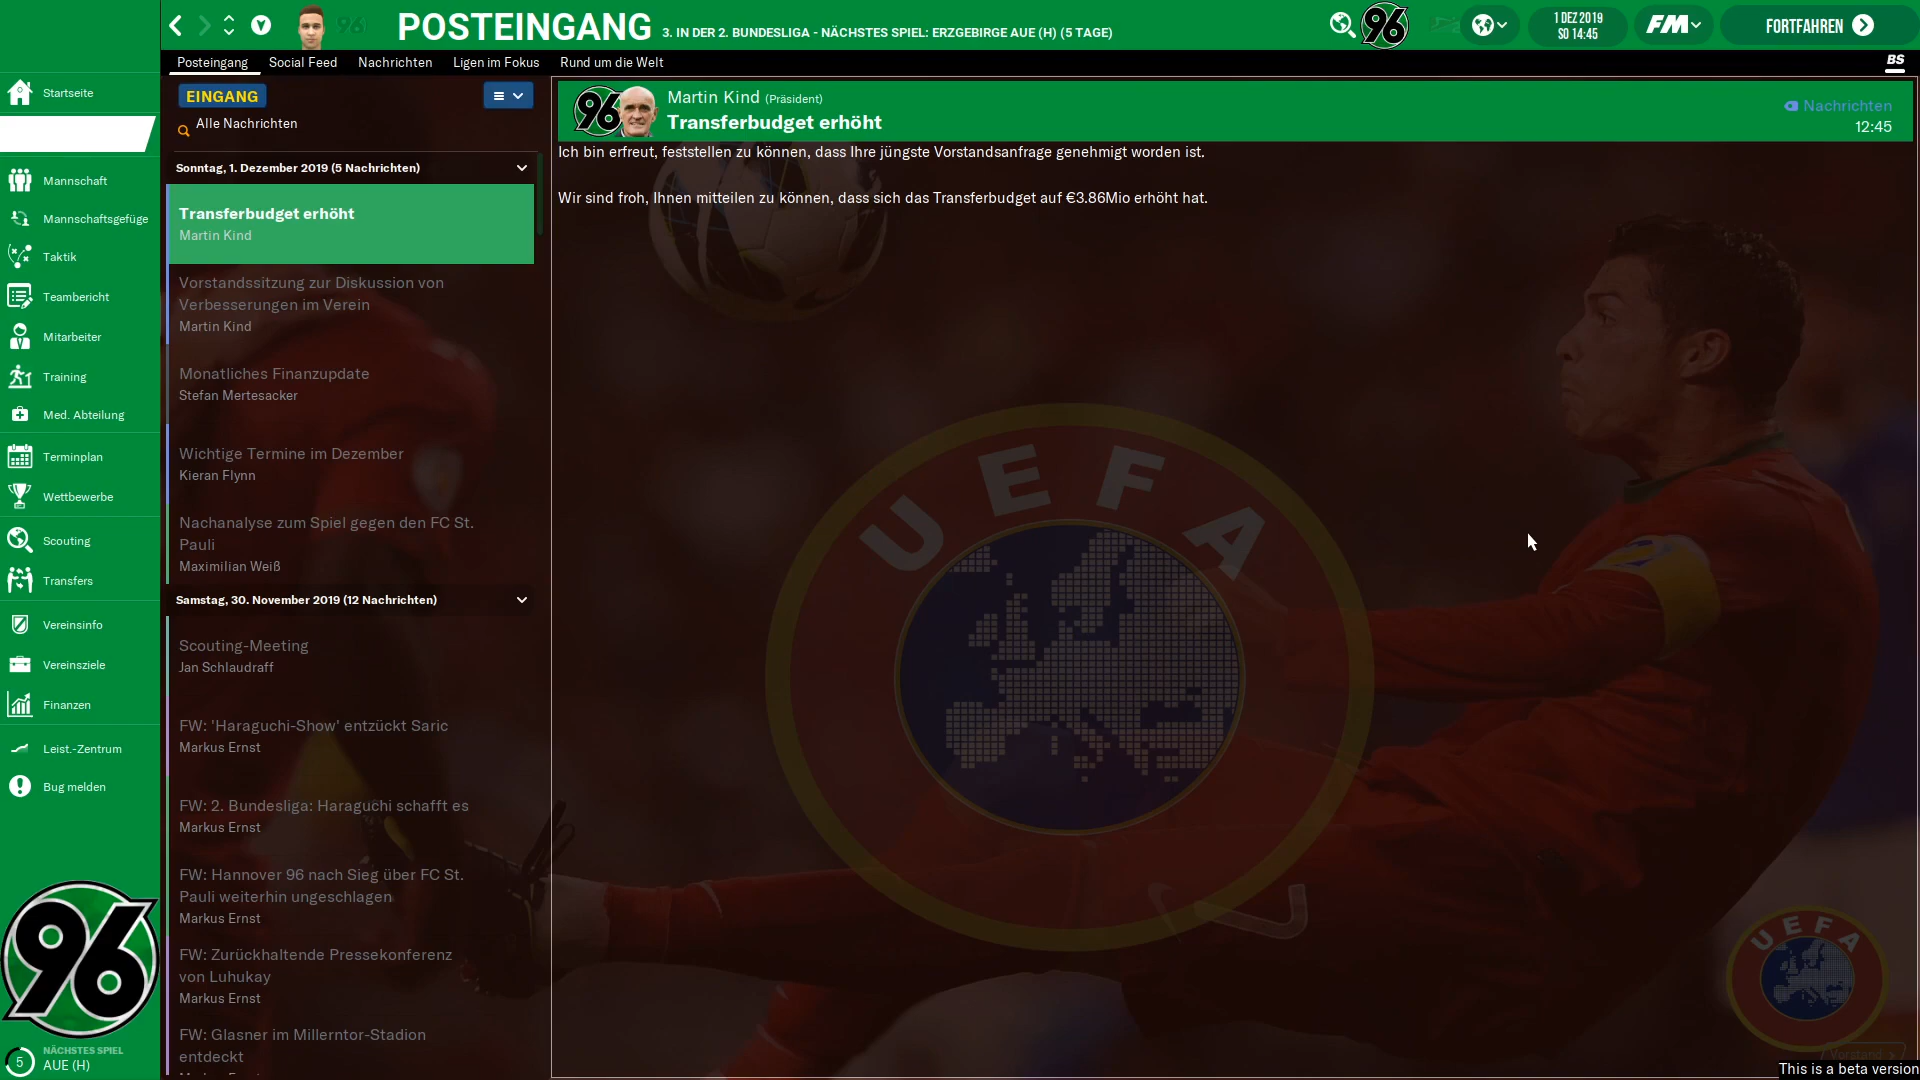 POSTEINGANG 3. IN DER 2. BUNDESLIGA - NÄCHSTES SPIEL: ERZGEBIRGE AUE (H) (5 TAGE)
96
1 DEZ 2019
SO 14:45
FM
FORTFAHREN
Posteingang Social Feed Nachrichten Ligen im Fokus Rund um die Welt
BS
Startseite
Mannschaft
Mannschaftsgefüge
Taktik
Teambericht
Mitarbeiter
Training
Med. Abteilung
Terminplan
Wettbewerbe
Scouting
Transfers
Vereinsinfo
Vereinsziele
Finanzen
Leist.-Zentrum
Bug melden
96
5
NÄCHSTES SPIEL
AUE (H)
EINGANG
Alle Nachrichten
Sonntag, 1. Dezember 2019 (5 Nachrichten)
Transferbudget erhöht
Martin Kind
Vorstandssitzung zur Diskussion von
Verbesserungen im Verein
Martin Kind
Monatliches Finanzupdate
Stefan Mertesacker
Wichtige Termine im Dezember
Kieran Flynn
Nachanalyse zum Spiel gegen den FC St.
Pauli
Maximilian Weiß
Samstag, 30. November 2019 (12 Nachrichten)
Scouting-Meeting
Jan Schlaudraff
FW: 'Haraguchi-Show' entzückt Saric
Markus Ernst
FW: 2. Bundesliga: Haraguchi schafft es
Markus Ernst
FW: Hannover 96 nach Sieg über FC St.
Pauli weiterhin ungeschlagen
Markus Ernst
FW: Zurückhaltende Pressekonferenz
von Luhukay
Markus Ernst
FW: Glasner im Millerntor-Stadion
entdeckt
96
Martin Kind (Präsident)
Transferbudget erhöht
Nachrichten
12:45
Ich bin erfreut, feststellen zu können, dass Ihre jüngste Vorstandsanfrage genehmigt worden ist.
Wir sind froh, Ihnen mitteilen zu können, dass sich das Transferbudget auf €3.86Mio erhöht hat.
UEFA
UEFA
Vorstand >
This is a beta version